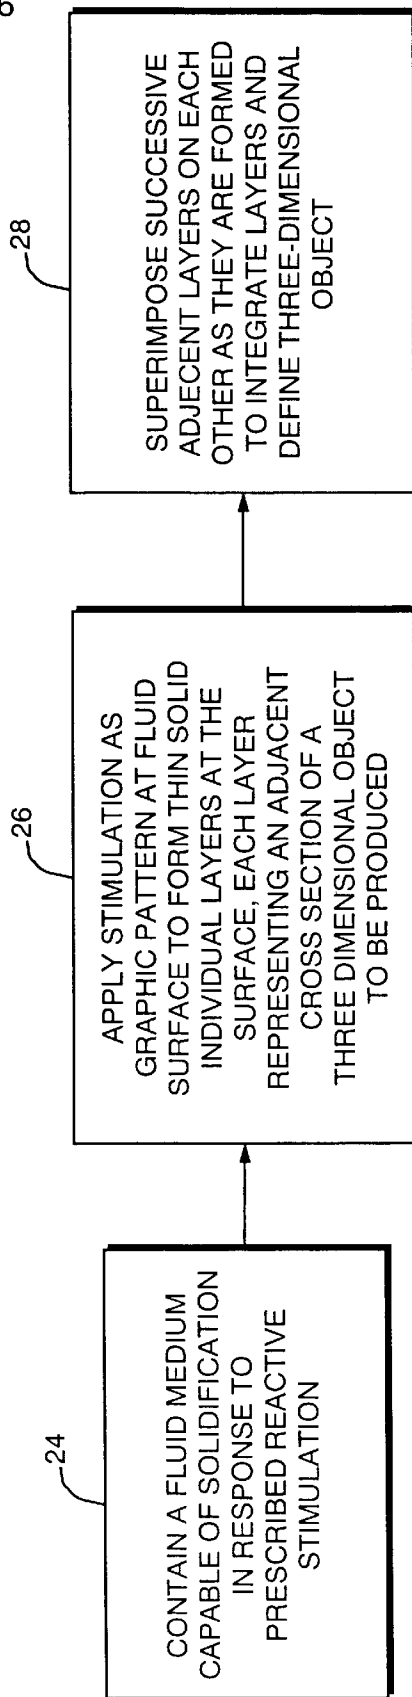 24
CONTAIN A FLUID MEDIUM
CAPABLE OF SOLIDIFICATION
IN RESPONSE TO
PRESCRIBED REACTIVE
STIMULATION
26
APPLY STIMULATION AS
GRAPHIC PATTERN AT FLUID
SURFACE TO FORM THIN SOLID
INDIVIDUAL LAYERS AT THE
SURFACE, EACH LAYER
REPRESENTING AN ADJACENT
CROSS SECTION OF A
THREE DIMENSIONAL OBJECT
TO BE PRODUCED
28
SUPERIMPOSE SUCCESSIVE
ADJECENT LAYERS ON EACH
OTHER AS THEY ARE FORMED
TO INTEGRATE LAYERS AND
DEFINE THREE-DIMENSIONAL
OBJECT